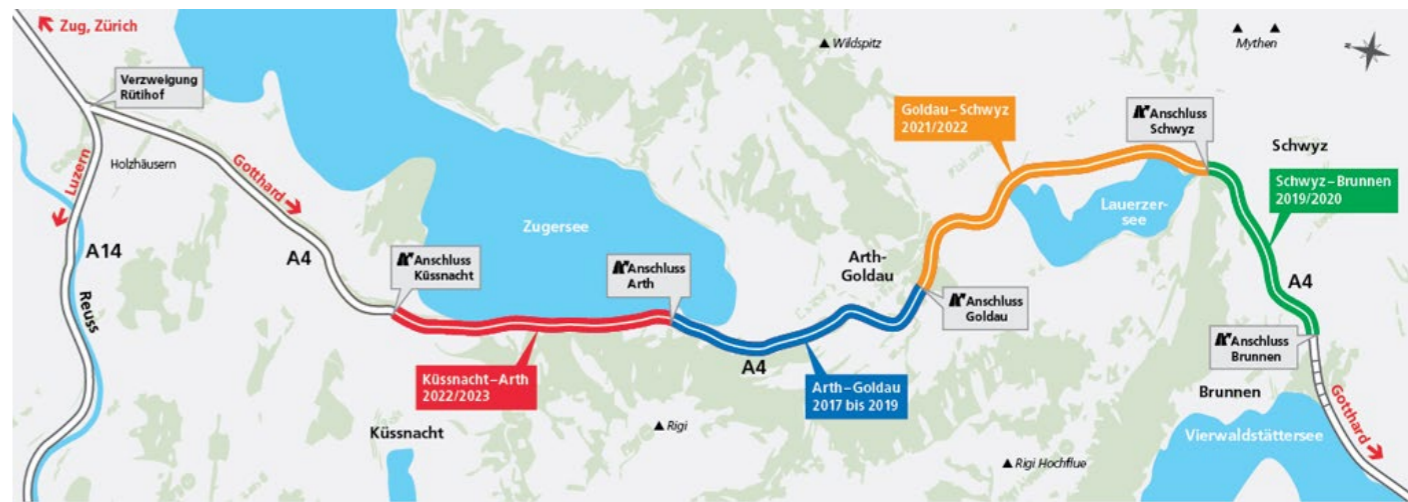 Zug, Zürich
Verzweigung
Rütihof
Holzhäusern
Luzern
Gotthard
A14
Reuss
A4
Anschluss
Küssnacht
Zugersee
Anschluss
Arth
Küssnacht–Arth
2022/2023
Küssnacht
Rigi
A4
Arth–Goldau
2017 bis 2019
Arth-
Goldau
Anschluss
Goldau
Wildspitz
Goldau–Schwyz
2021/2022
Lauerzer-
see
Anschluss
Schwyz
Mythen
N
Schwyz
Schwyz–Brunnen
2019/2020
A4
Anschluss
Brunnen
Brunnen
Gotthard
Vierwaldstättersee
Rigi Hochflue